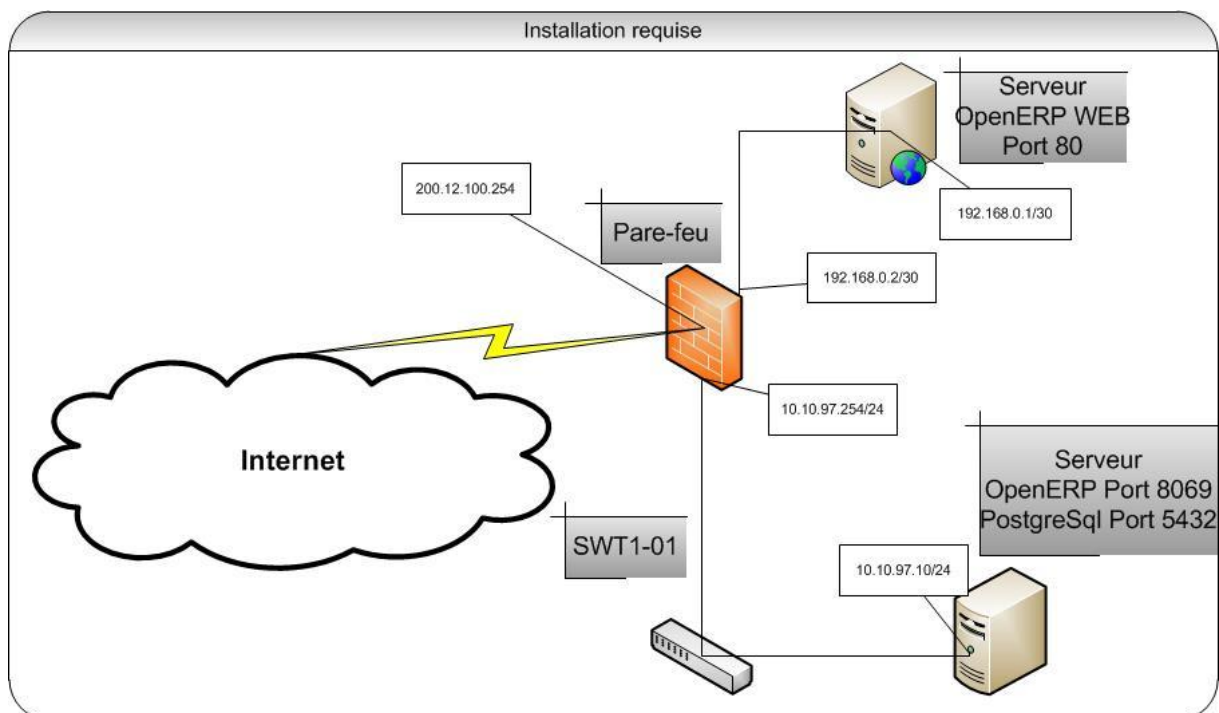 Installation requise
Serveur
OpenERP WEB
Port 80
200.12.100.254
192.168.0.1/30
Pare-feu
192.168.0.2/30
10.10.97.254/24
Internet
Serveur
OpenERP Port 8069
PostgreSql Port 5432
SWT1-01
10.10.97.10/24